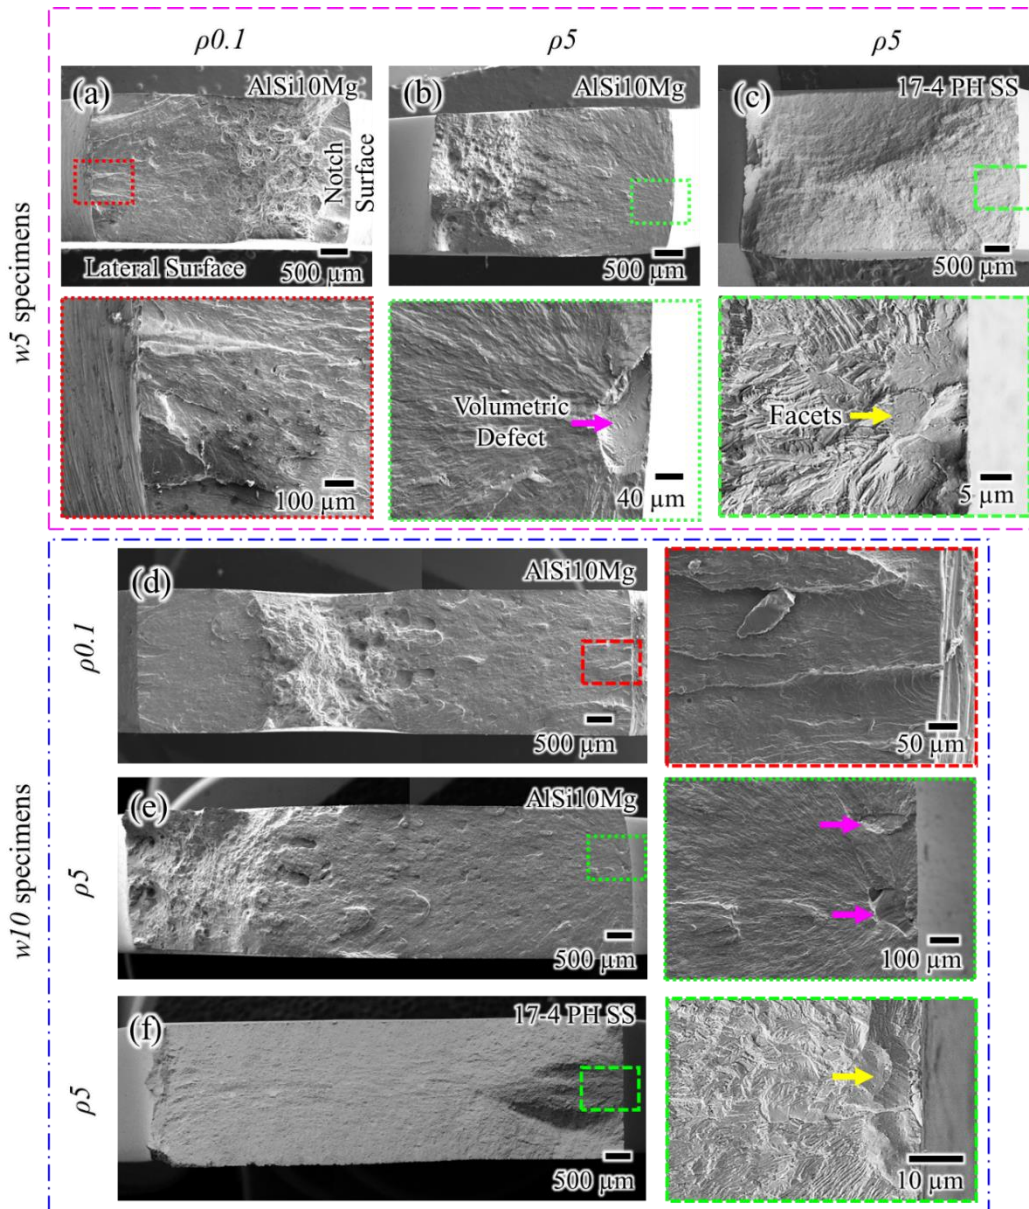 ρ0.1
ρ5
ρ5
w5 specimens
(a)
AlSi10Mg
Notch
Surface
Lateral Surface
500 µm
(b)
AlSi10Mg
500 µm
(c)
17-4 PH SS
500 µm
100 µm
Volumetric
Defect
40 µm
Facets
5 µm
w10 specimens
ρ0.1
(d)
AlSi10Mg
500 µm
50 µm
ρ5
(e)
AlSi10Mg
500 µm
100 µm
ρ5
(f)
17-4 PH SS
500 µm
10 µm